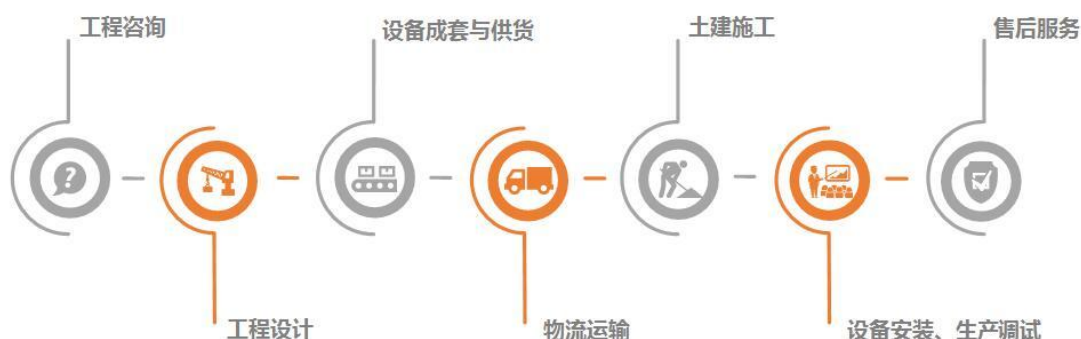 工程咨询
设备成套与供货
土建施工
售后服务
?
工程设计
物流运输
设备安装、生产调试